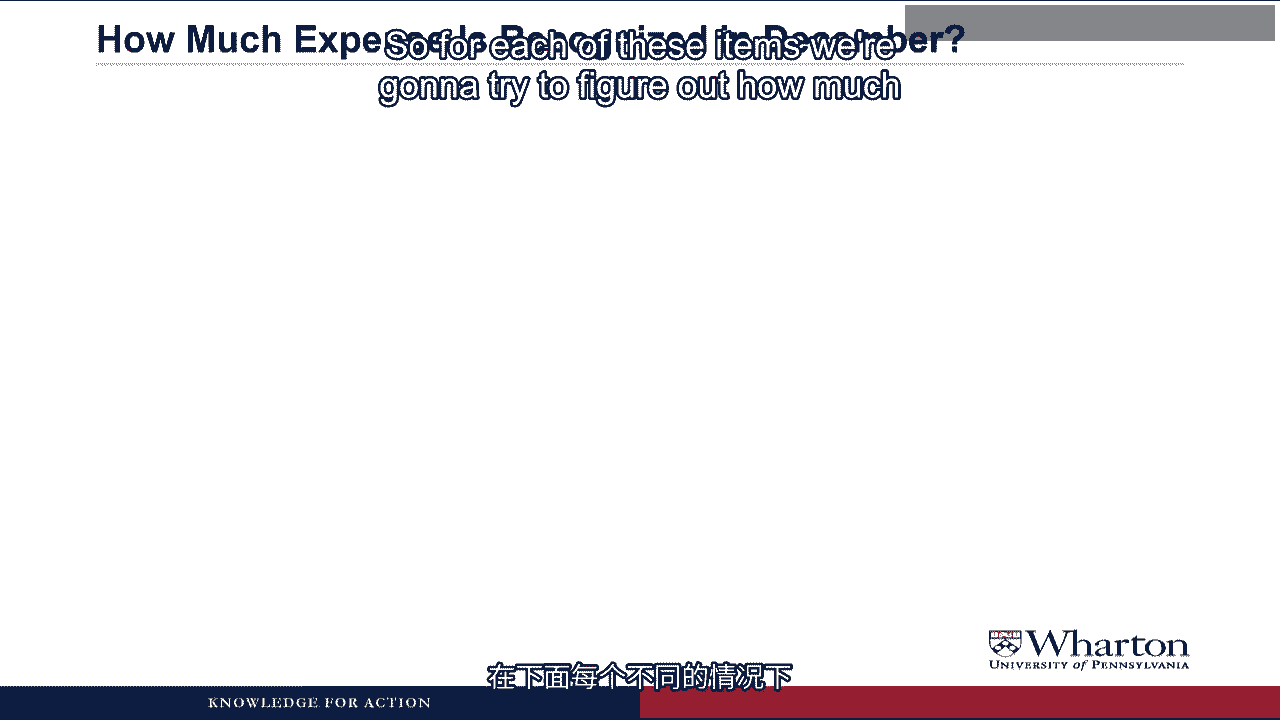 How Much Expense Is Recognized in December?
So for each of these items we're
gonna try to figure out how much
Wharton
UNIVERSITY of PENNSYLVANIA
在下面每个不同的情况下
KNOWLEDGE FOR ACTION